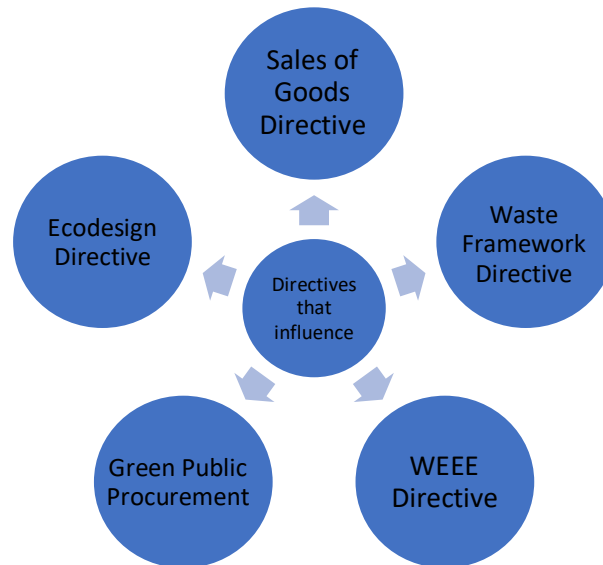 Sales of
Goods
Directive
Ecodesign
Directive
Waste
Framework
Directive
Directives
that
influence
Green Public
Procurement
WEEE
Directive